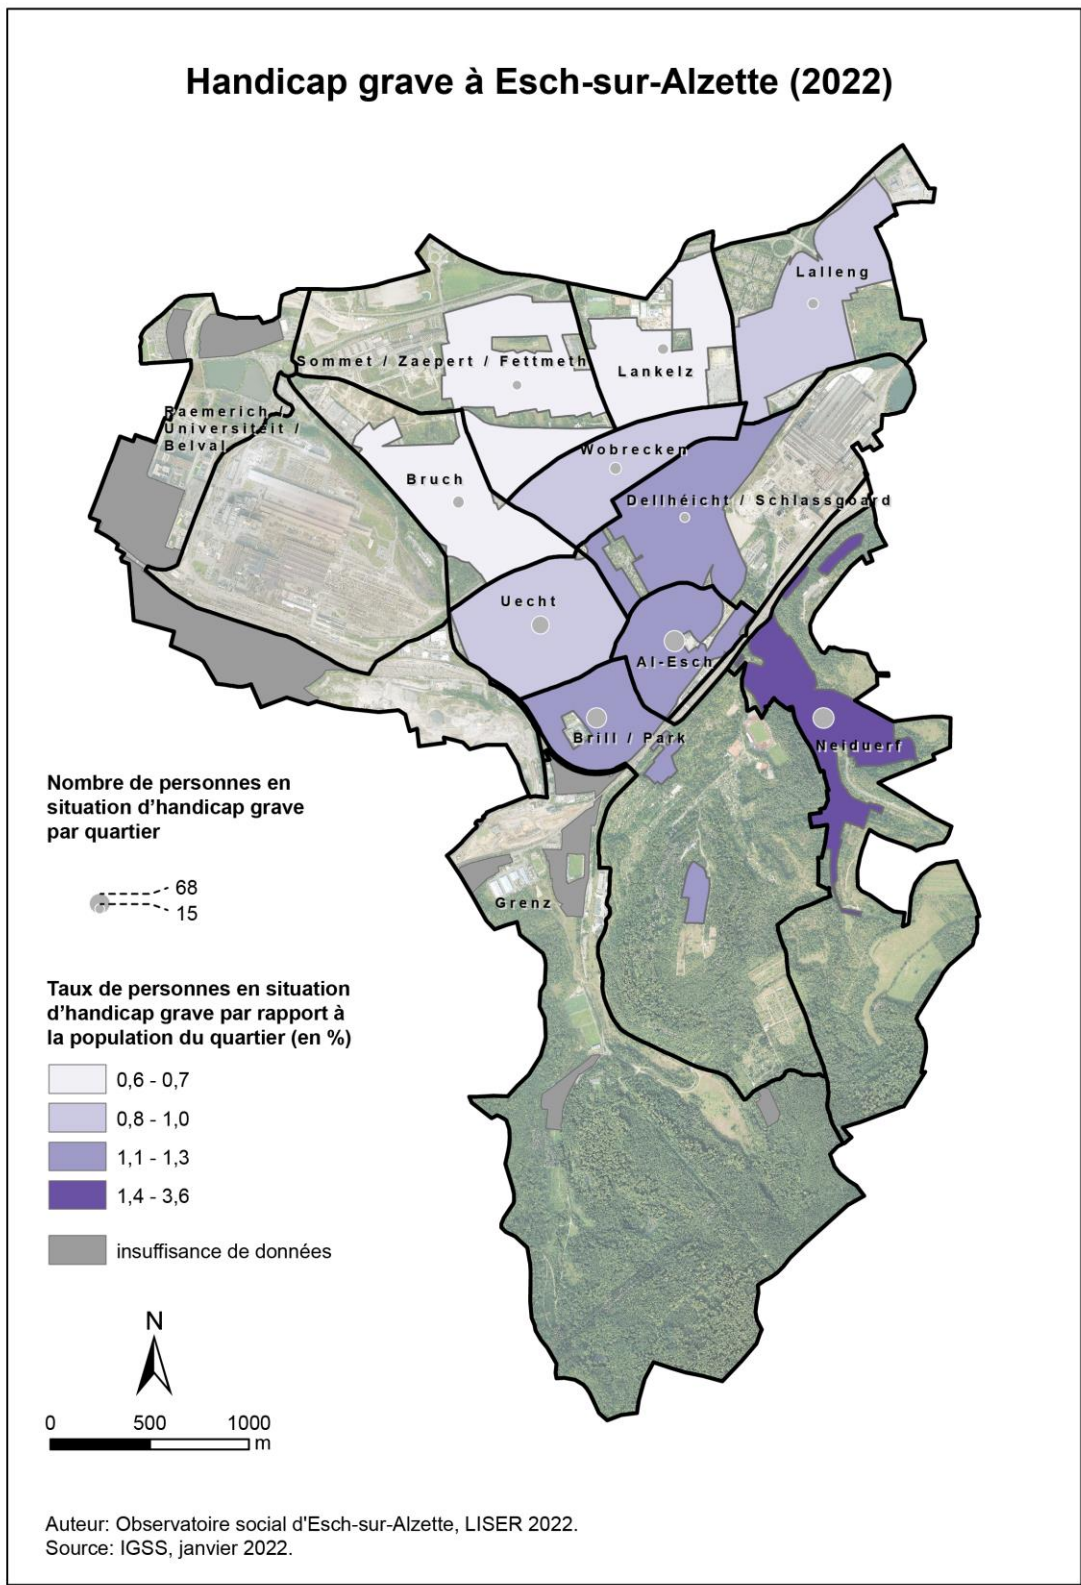 Handicap grave à Esch-sur-Alzette (2022)
Lalleng
Sommet / Zaepert / Fettmeth
Lankelz
Raemerich /
Universiteit /
Belval
Wobrecken
Bruch
Dellhéicht / Schlassgoard
Uecht
Al-Esch
Brill / Park
Neiduerf
Grenz
Nombre de personnes en
situation d'handicap grave
par quartier
68
15
Taux de personnes en situation
d'handicap grave par rapport à
la population du quartier (en %)
0,6 - 0,7
0,8 - 1,0
1,1 - 1,3
1,4 - 3,6
insuffisance de données
N
0 500 1000
m
Auteur: Observatoire social d'Esch-sur-Alzette, LISER 2022.
Source: IGSS, janvier 2022.